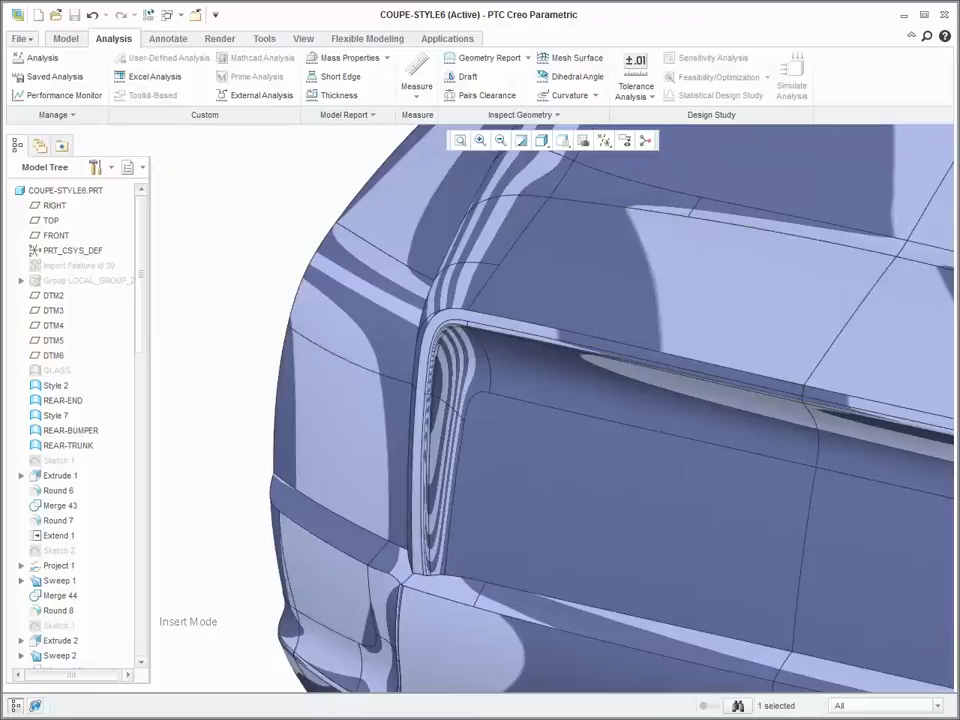 COUPE-STYLE6 (Active) - PTC Creo Parametric
File Model Analysis Annotate Render Tools View Flexible Modeling Applications
Analysis User-Defined Analysis Mathcad Analysis Mass Properties Geometry Report Mesh Surface Sensitivity Analysis
Saved Analysis Excel Analysis Prime Analysis Short Edge Draft Dihedral Angle Feasibility/Optimization
Performance Monitor Toolkit-Based External Analysis Thickness Pairs Clearance Curvature Statistical Design Study
Measure
±.01
Tolerance Analysis
Simulate Analysis
Manage Custom Model Report Measure Inspect Geometry Design Study
Model Tree
COUPE-STYLE6.PRT
RIGHT
TOP
FRONT
PRT_CSYS_DEF
Import Feature id 39
Group LOCAL_GROUP_2
DTM2
DTM3
DTM4
DTM5
DTM6
GLASS
Style 2
REAR-END
Style 7
REAR-BUMPER
REAR-TRUNK
Sketch 1
Extrude 1
Round 6
Merge 43
Round 7
Extend 1
Sketch 2
Project 1
Sweep 1
Merge 44
Round 8
Sketch 3
Extrude 2
Sweep 2
Insert Mode
1 selected
All